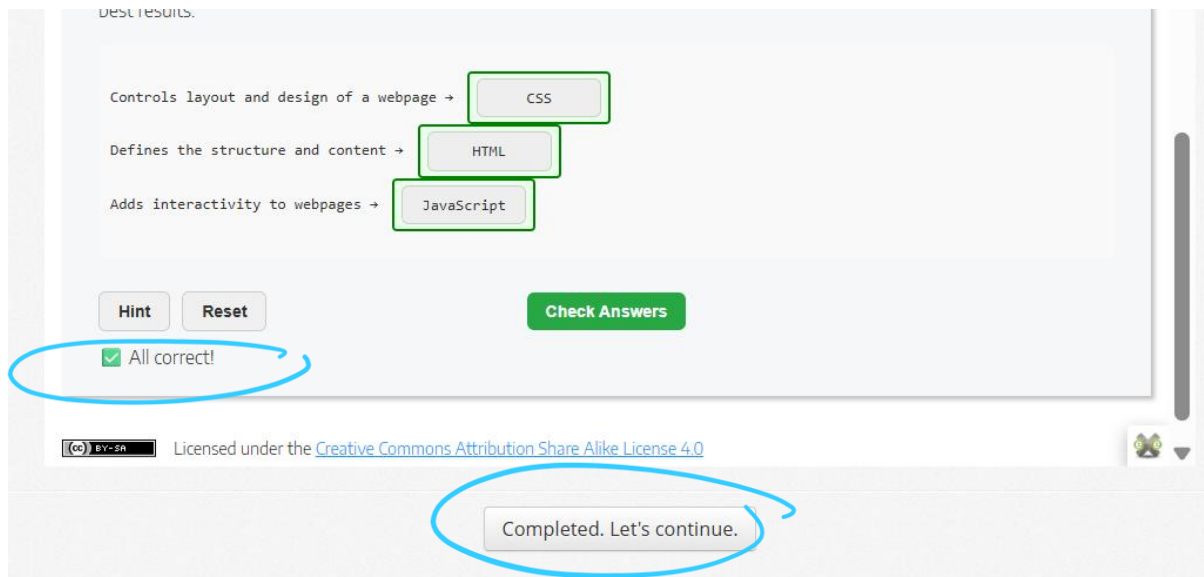 best results.
Controls layout and design of a webpage → CSS
Defines the structure and content → HTML
Adds interactivity to webpages → JavaScript
Hint Reset Check Answers
✅ All correct!
(cc) BY-SA Licensed under the Creative Commons Attribution Share Alike License 4.0
Completed. Let's continue.